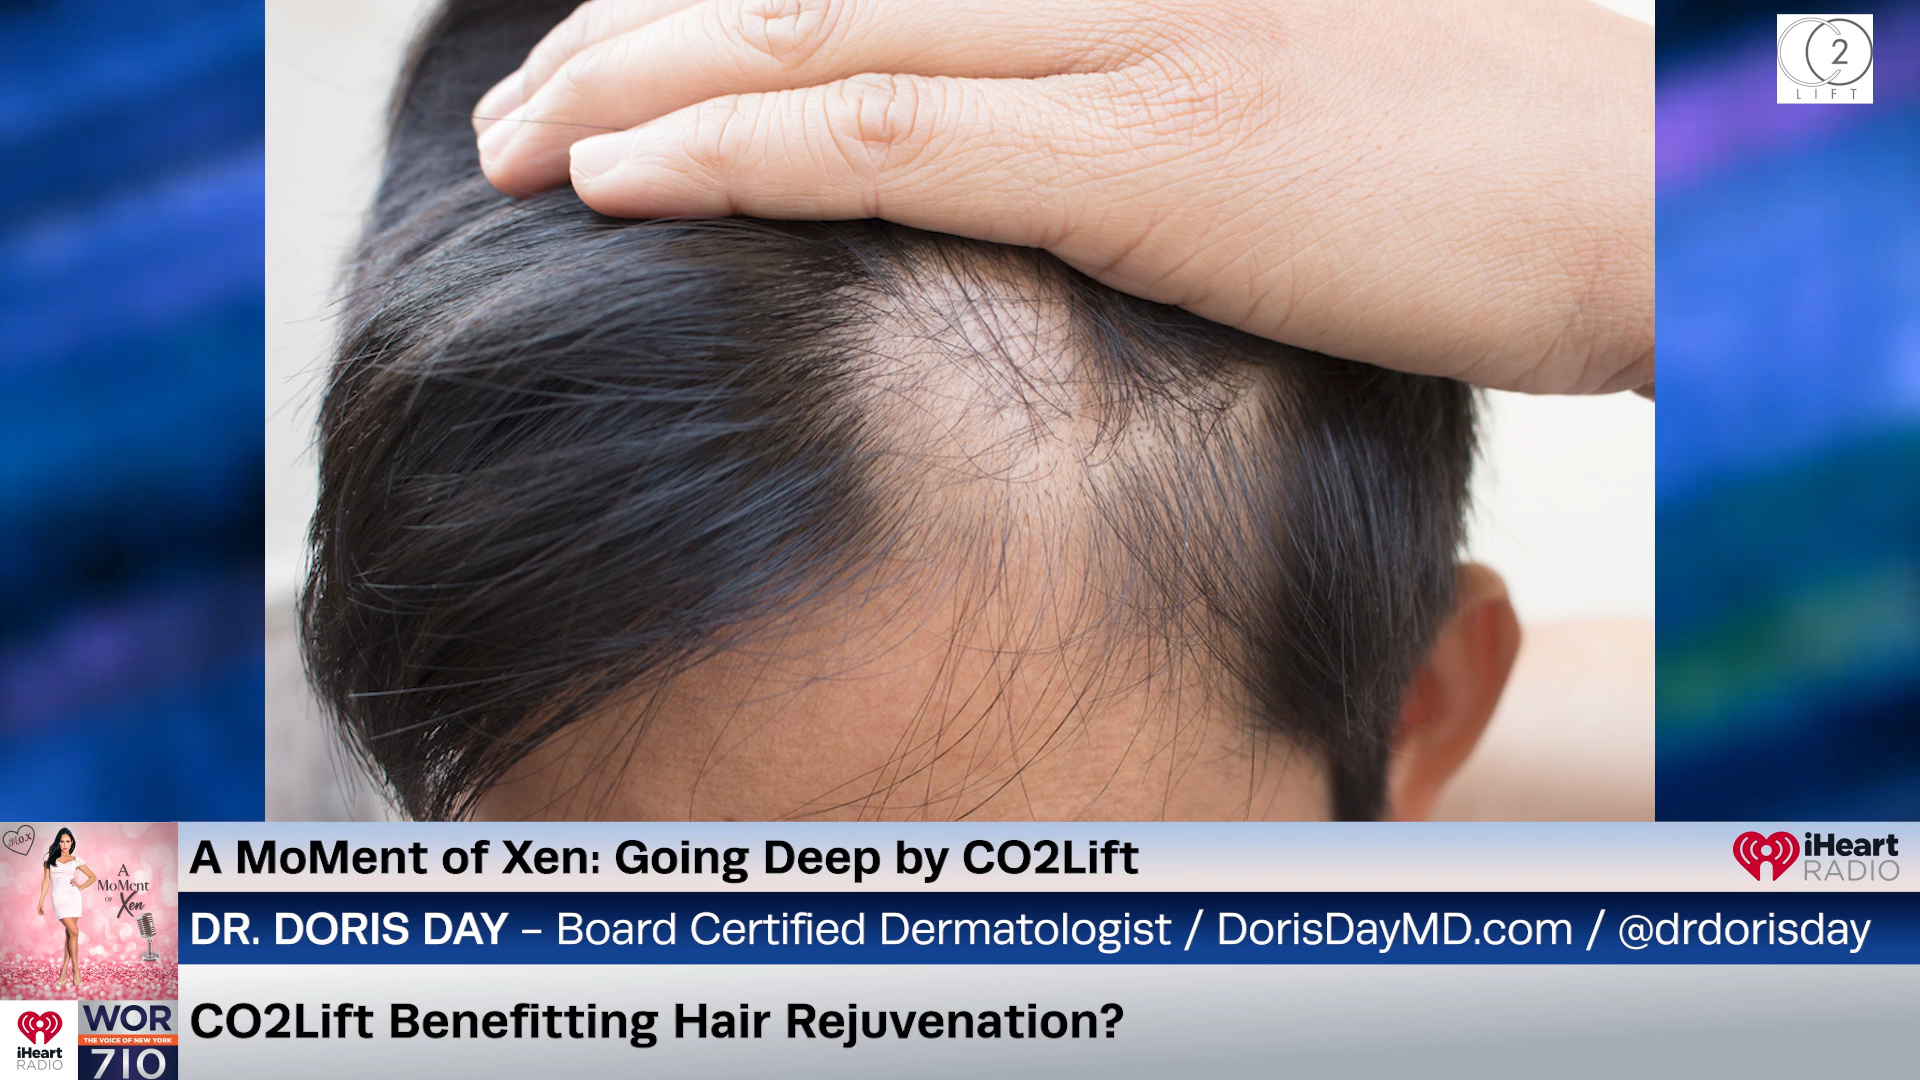 CO2
LIFT
A MoMent of Xen: Going Deep by CO2Lift
iHeart
RADIO
M.O.X
A
MoMent
OF Xen
DR. DORIS DAY – Board Certified Dermatologist / DorisDayMD.com / @drdorisday
CO2Lift Benefitting Hair Rejuvenation?
iHeart
RADIO
WOR
THE VOICE OF NEW YORK
710